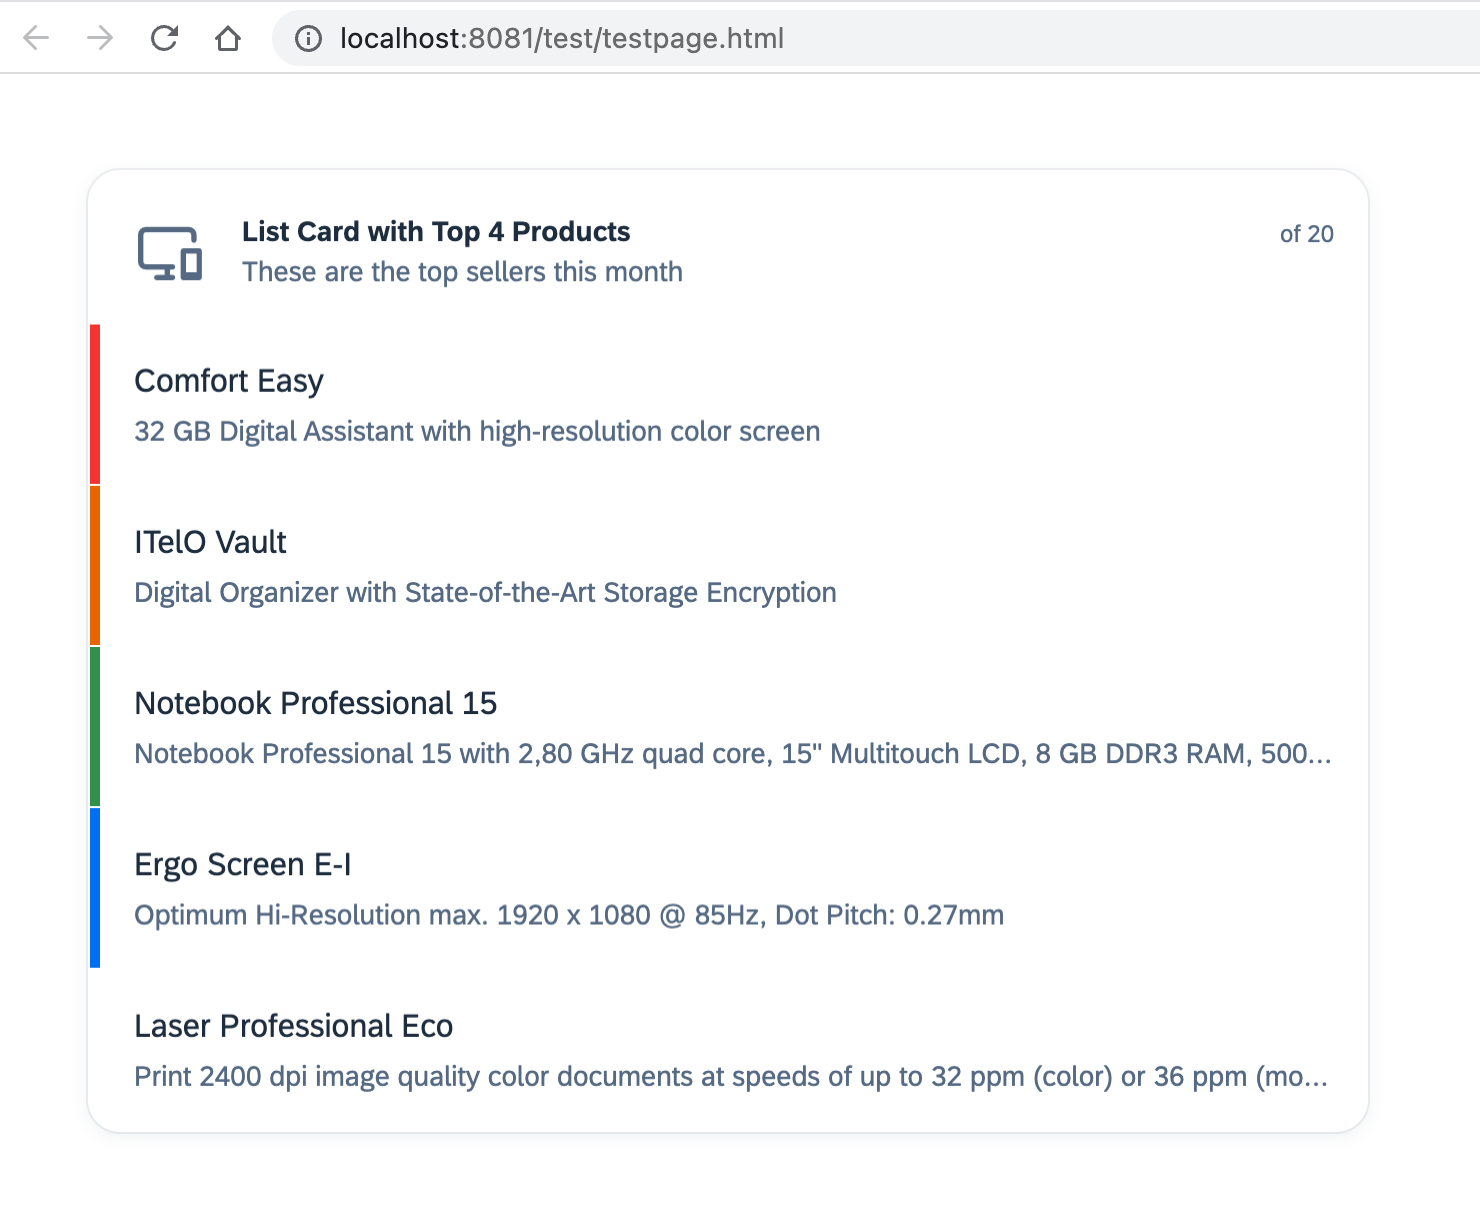 localhost:8081/test/testpage.html
List Card with Top 4 Products
of 20
These are the top sellers this month
Comfort Easy
32 GB Digital Assistant with high-resolution color screen
ITelO Vault
Digital Organizer with State-of-the-Art Storage Encryption
Notebook Professional 15
Notebook Professional 15 with 2,80 GHz quad core, 15" Multitouch LCD, 8 GB DDR3 RAM, 500...
Ergo Screen E-I
Optimum Hi-Resolution max. 1920 x 1080 @ 85Hz, Dot Pitch: 0.27mm
Laser Professional Eco
Print 2400 dpi image quality color documents at speeds of up to 32 ppm (color) or 36 ppm (mo...